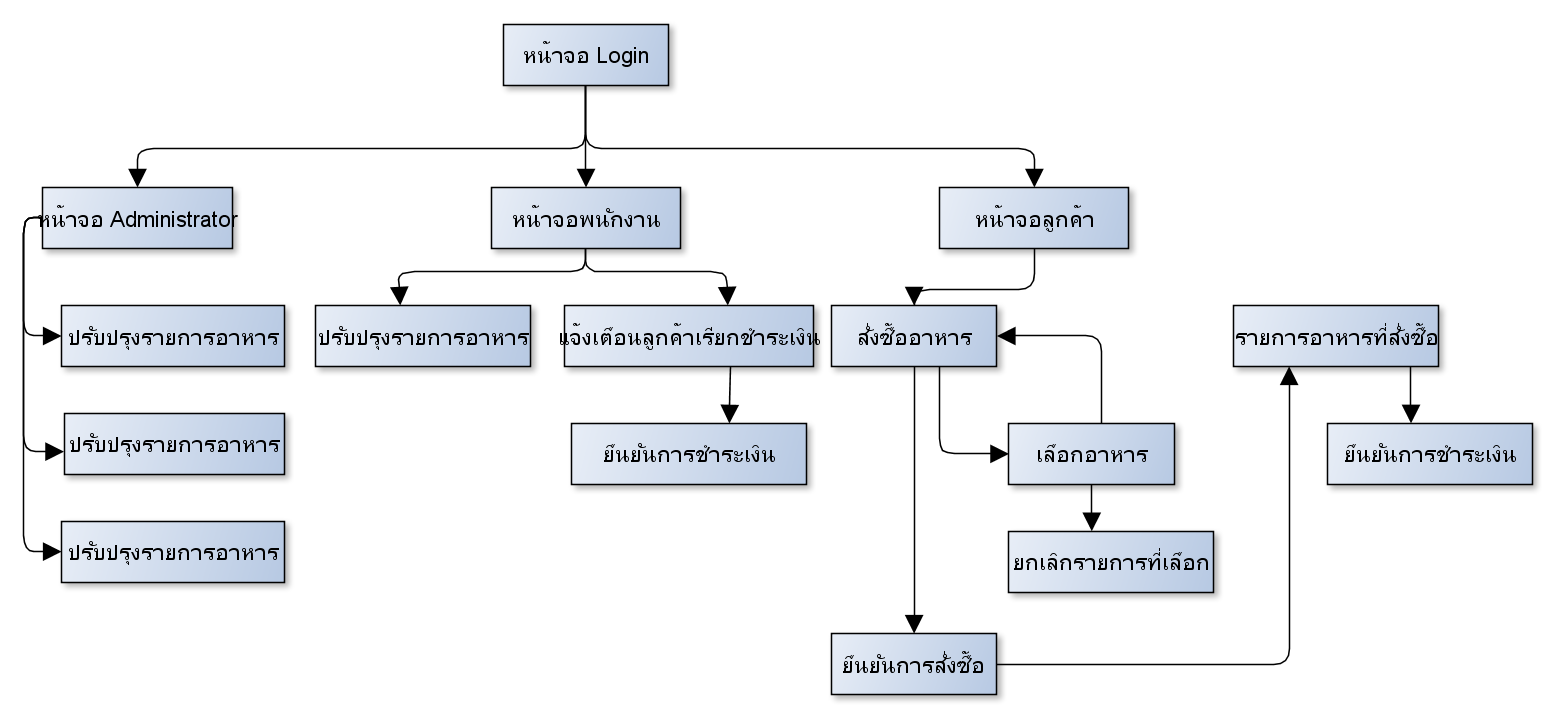 หน้าจอ Login
หน้าจอ Administrator
หน้าจอพนักงาน
หน้าจอลูกค้า
ปรับปรุงรายการอาหาร
ปรับปรุงรายการอาหาร
แจ้งเตือนลูกค้าเรียกชำระเงิน
สั่งซื้ออาหาร
รายการอาหารที่สั่งซื้อ
ปรับปรุงรายการอาหาร
ยืนยันการชำระเงิน
เลือกอาหาร
ยืนยันการชำระเงิน
ปรับปรุงรายการอาหาร
ยกเลิกรายการที่เลือก
ยืนยันการสั่งซื้อ